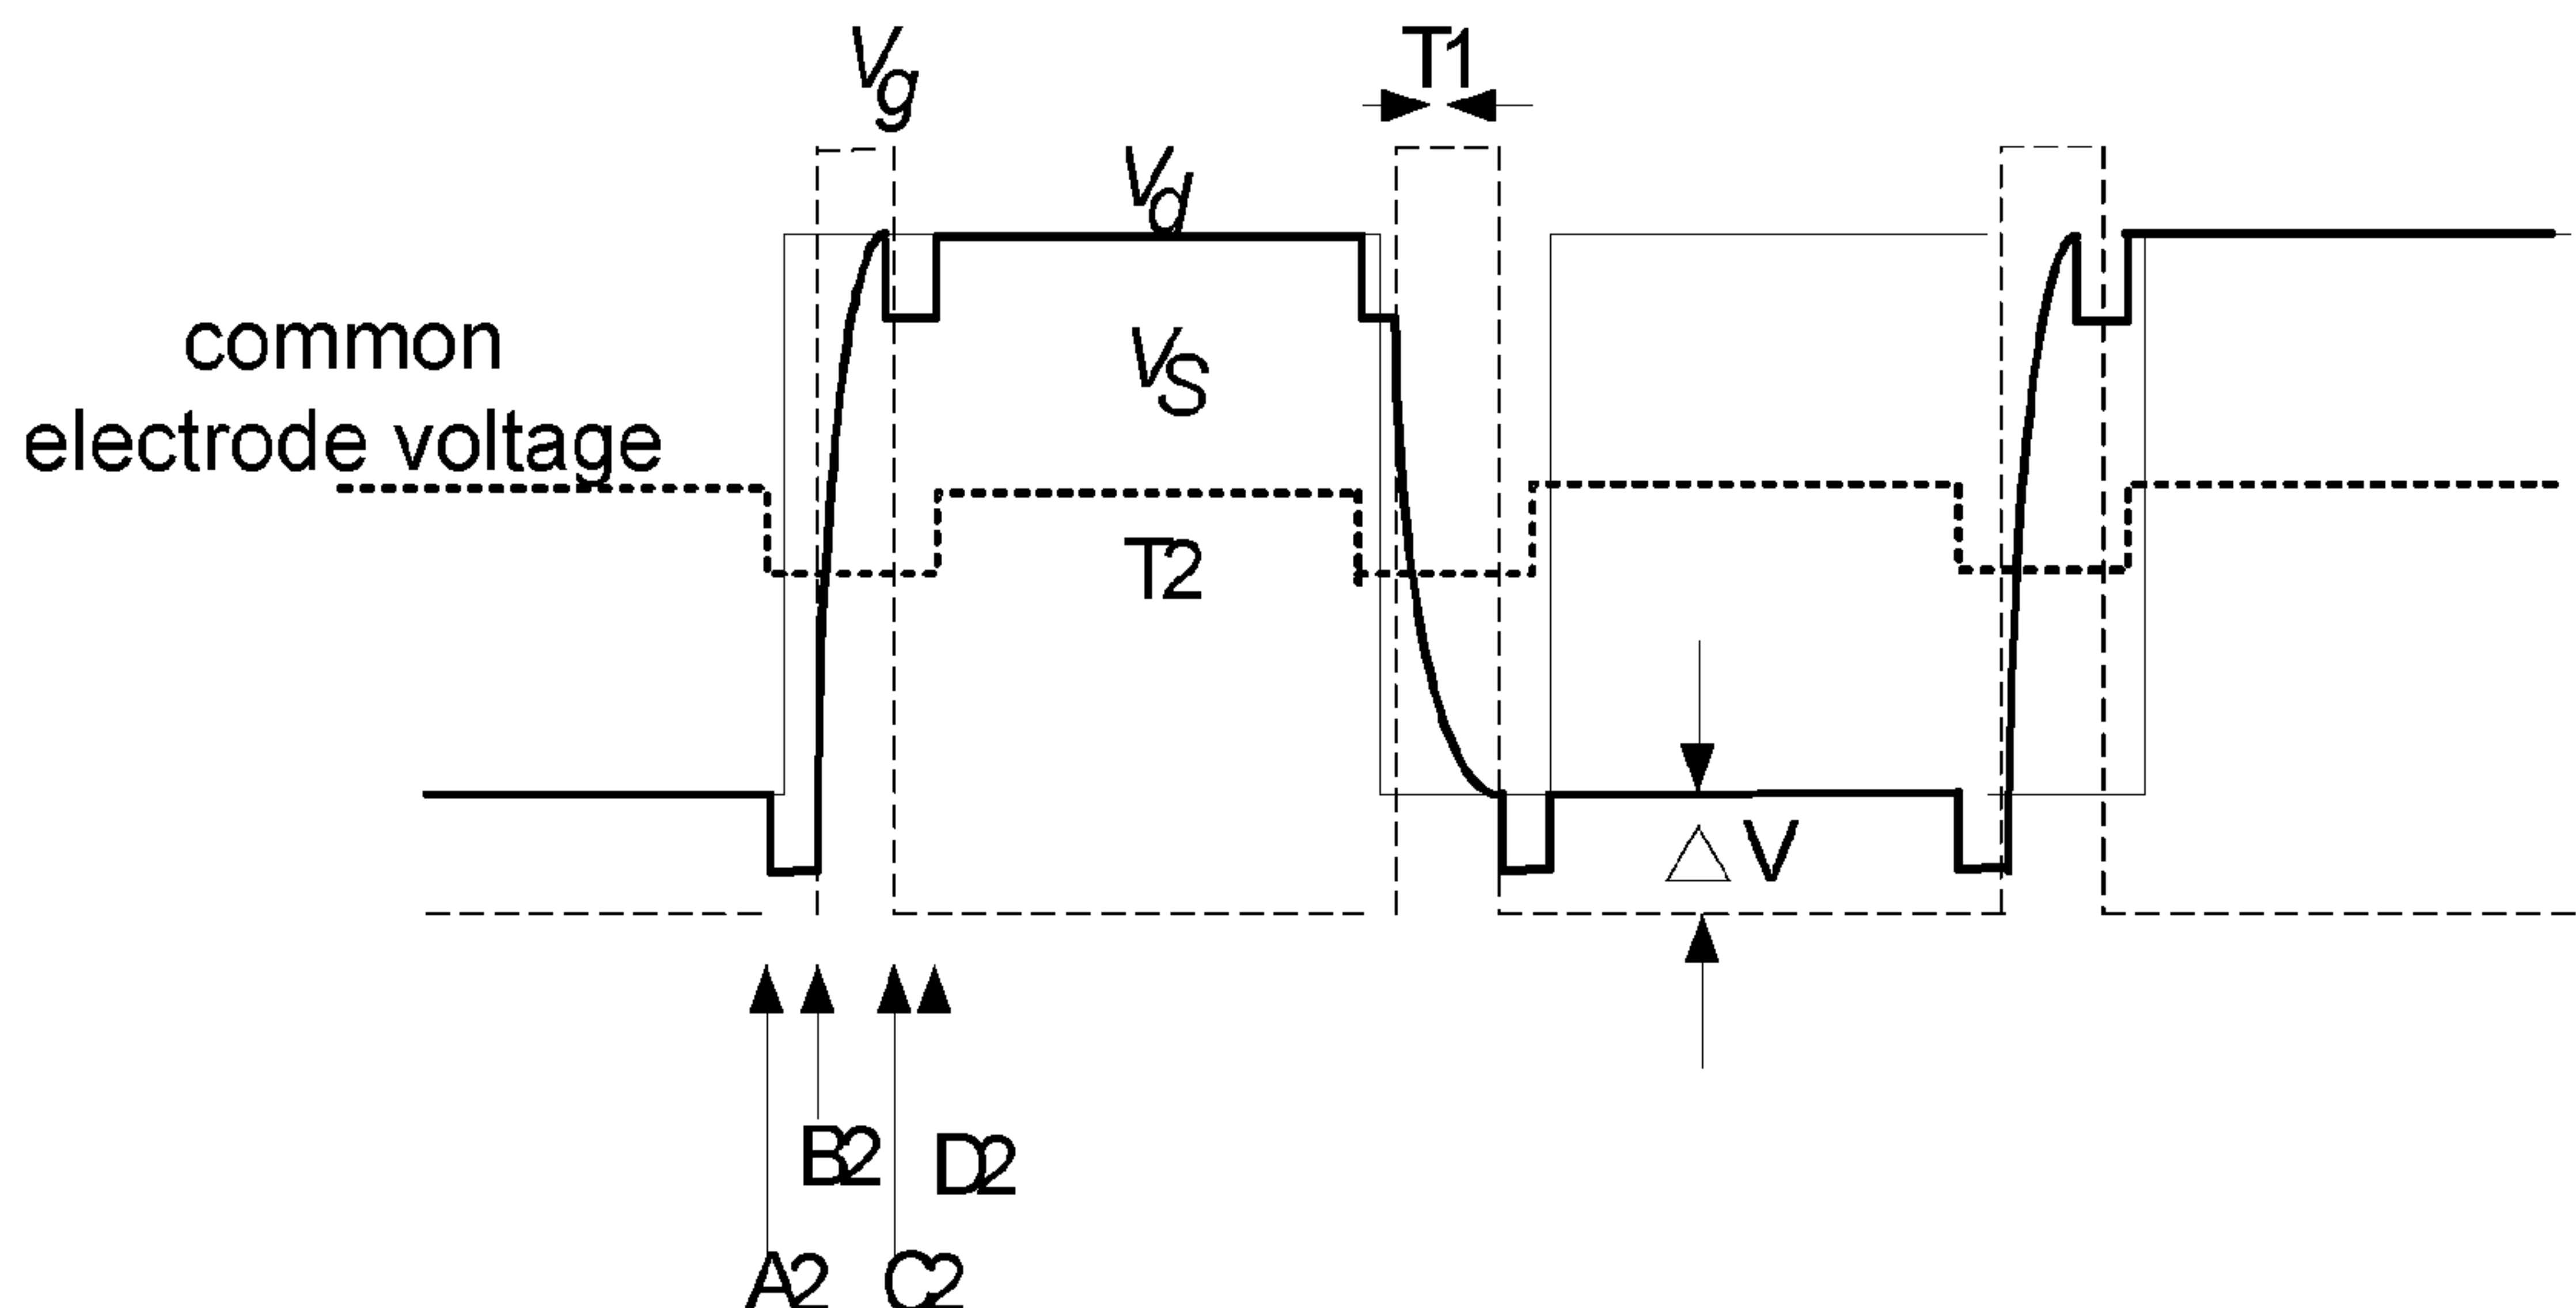 Vg
T1
Vd
common
electrode voltage
VS
T2
△V
B2
D2
A2
C2